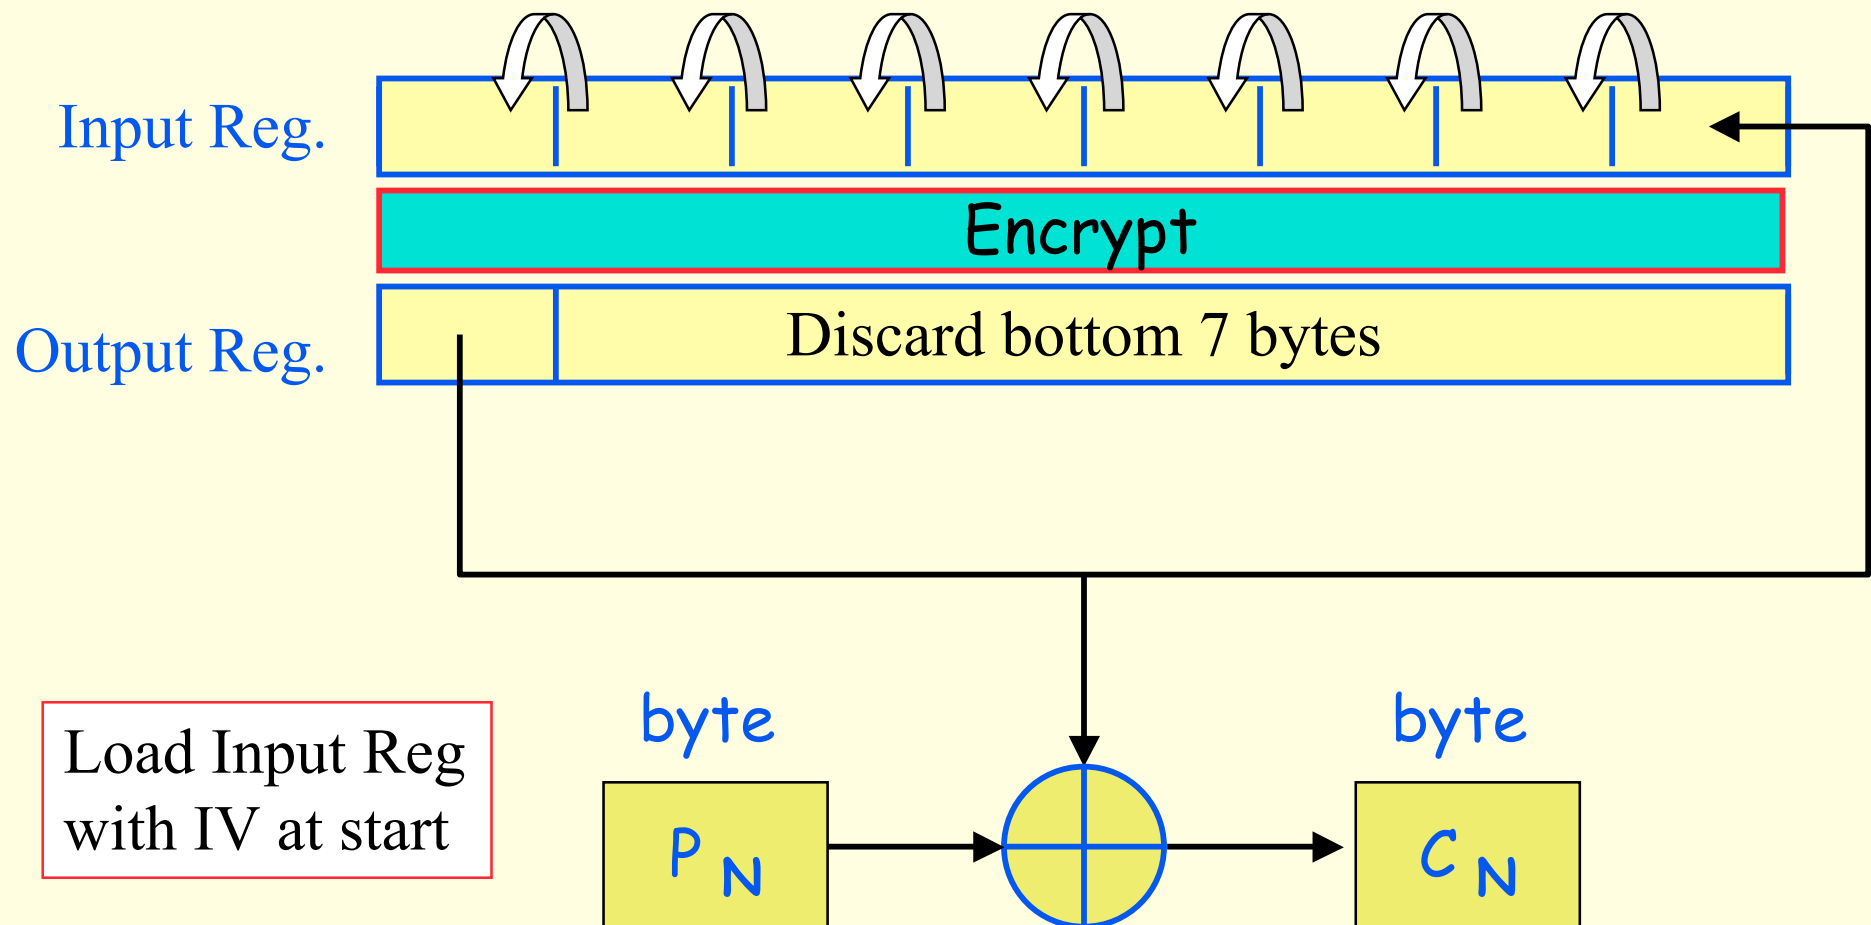 Input Reg.
Encrypt
Output Reg.
Discard bottom 7 bytes
byte
byte
Load Input Reg
with IV at start
P N
C N